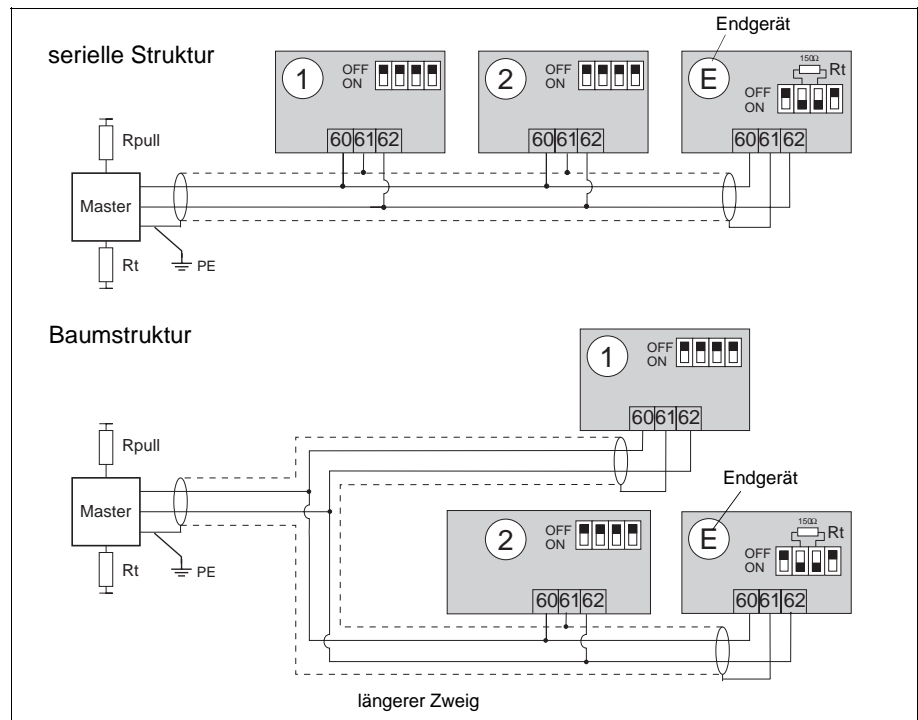 serielle Struktur
Endgerät
1
OFF
ON
2
OFF
ON
E
150Ω
Rt
OFF
ON
60 61 62
60 61 62
60 61 62
Rpull
Master
Rt
PE
Baumstruktur
1
OFF
ON
60 61 62
Rpull
Master
Rt
PE
Endgerät
2
OFF
ON
E
150Ω
Rt
OFF
ON
60 61 62
60 61 62
längerer Zweig